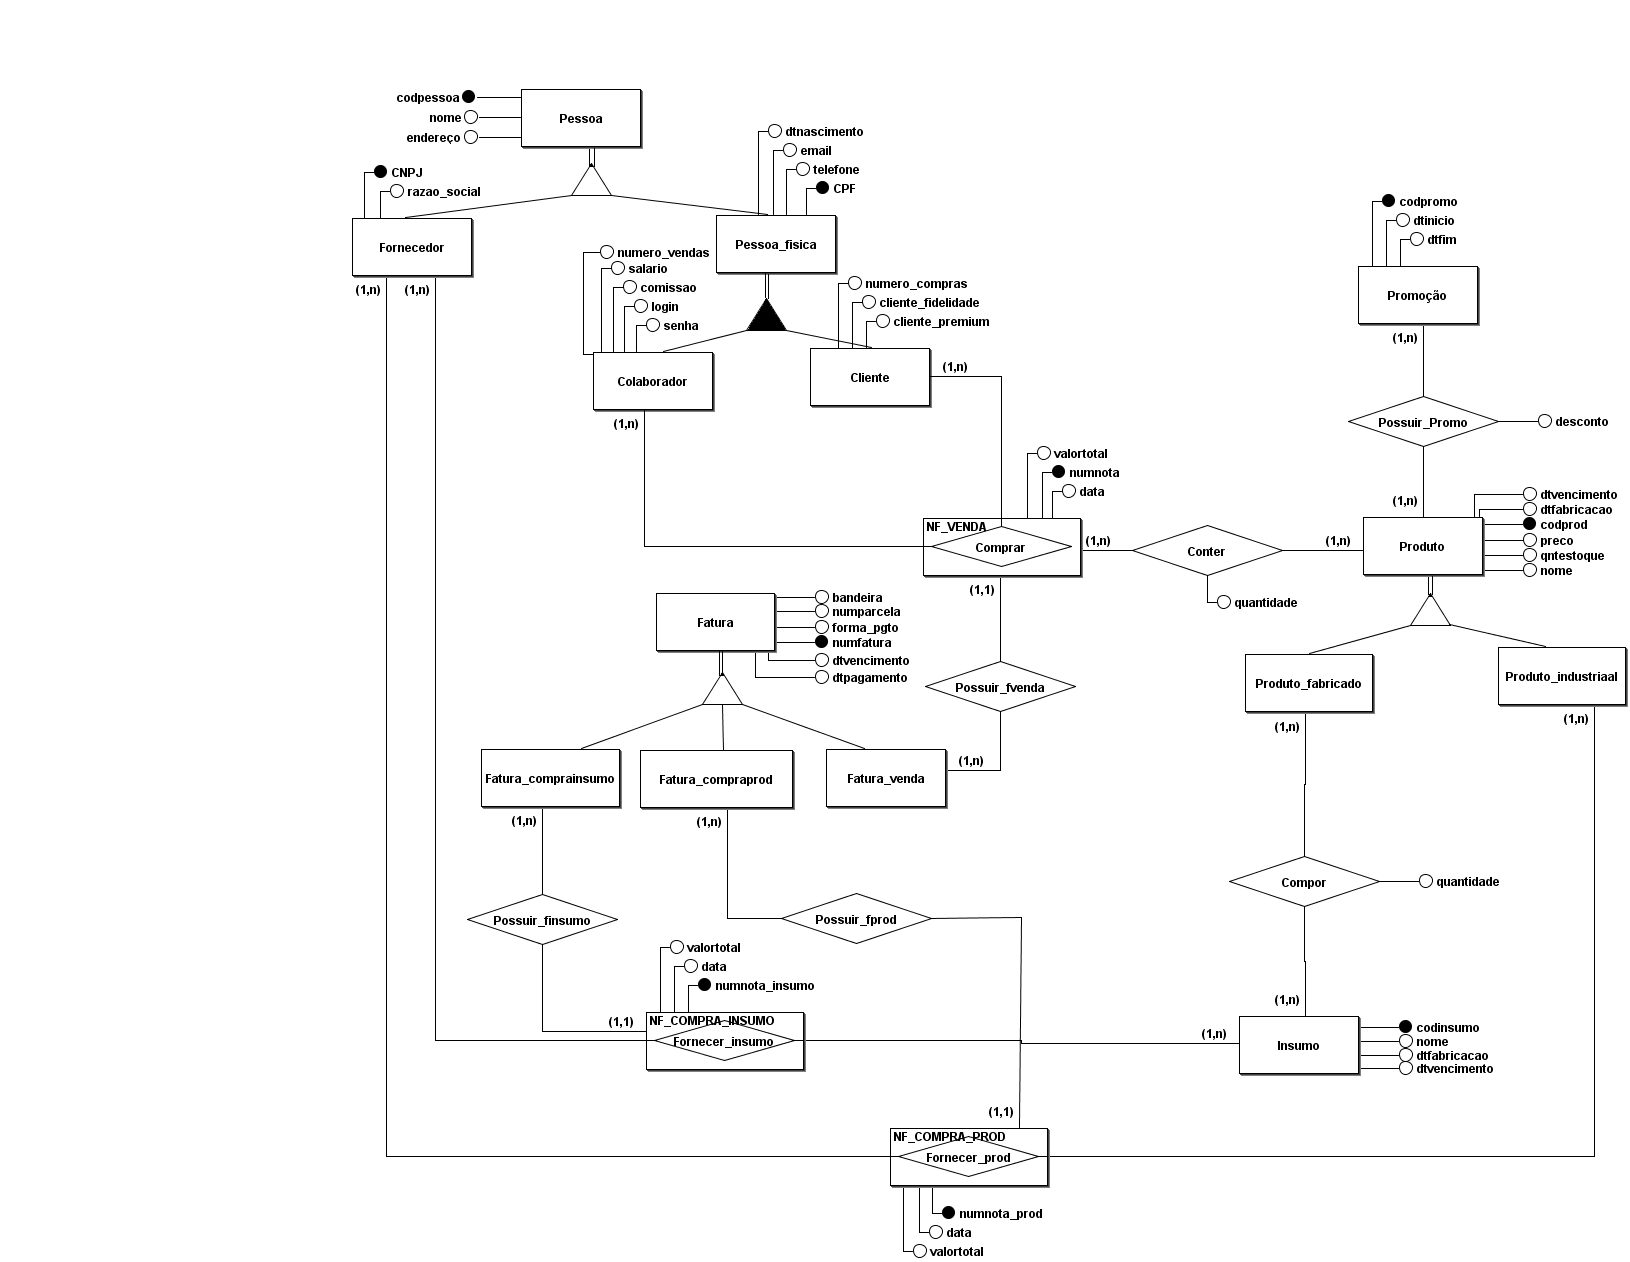 codpessoa
nome
endereço
Pessoa
CNPJ
razao_social
Fornecedor
(1,n)
(1,n)
dtnascimento
email
telefone
CPF
Pessoa_fisica
numero_vendas
salario
comissao
login
senha
Colaborador
(1,n)
numero_compras
cliente_fidelidade
cliente_premium
Cliente
(1,n)
codpromo
dtinicio
dtfim
Promoção
(1,n)
Possuir_Promo
desconto
(1,n)
valortotal
numnota
data
NF_VENDA
Comprar
(1,n)
Conter
(1,n)
quantidade
(1,1)
Produto
dtvencimento
dtfabricacao
codprod
preco
qntestoque
nome
Fatura
bandeira
numparcela
forma_pgto
numfatura
dtvencimento
dtpagamento
Possuir_fvenda
(1,n)
Produto_fabricado
(1,n)
Produto_industriaal
(1,n)
Fatura_comprainsumo
(1,n)
Fatura_compraprod
(1,n)
Fatura_venda
Possuir_finsumo
Possuir_fprod
Compor
quantidade
valortotal
data
numnota_insumo
(1,1)
NF_COMPRA_INSUMO
Fornecer_insumo
(1,n)
(1,n)
Insumo
codinsumo
nome
dtfabricacao
dtvencimento
(1,1)
NF_COMPRA_PROD
Fornecer_prod
numnota_prod
data
valortotal